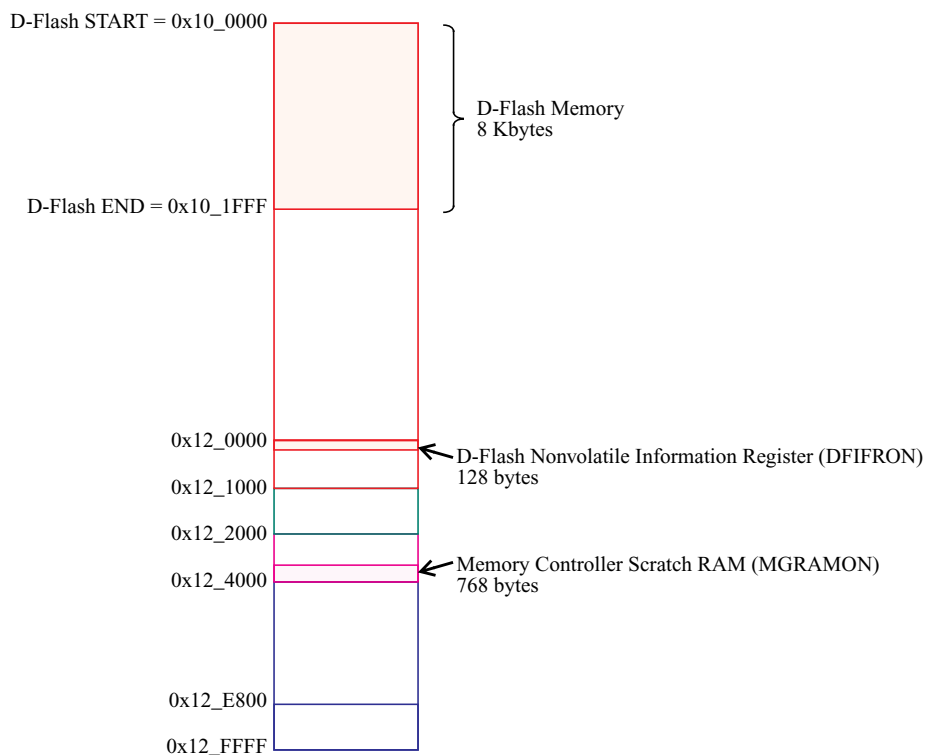 D-Flash START = 0x10_0000
D-Flash Memory
8 Kbytes
D-Flash END = 0x10_1FFF
0x12_0000
D-Flash Nonvolatile Information Register (DFIFRON)
128 bytes
0x12_1000
0x12_2000
Memory Controller Scratch RAM (MGRAMON)
768 bytes
0x12_4000
0x12_E800
0x12_FFFF